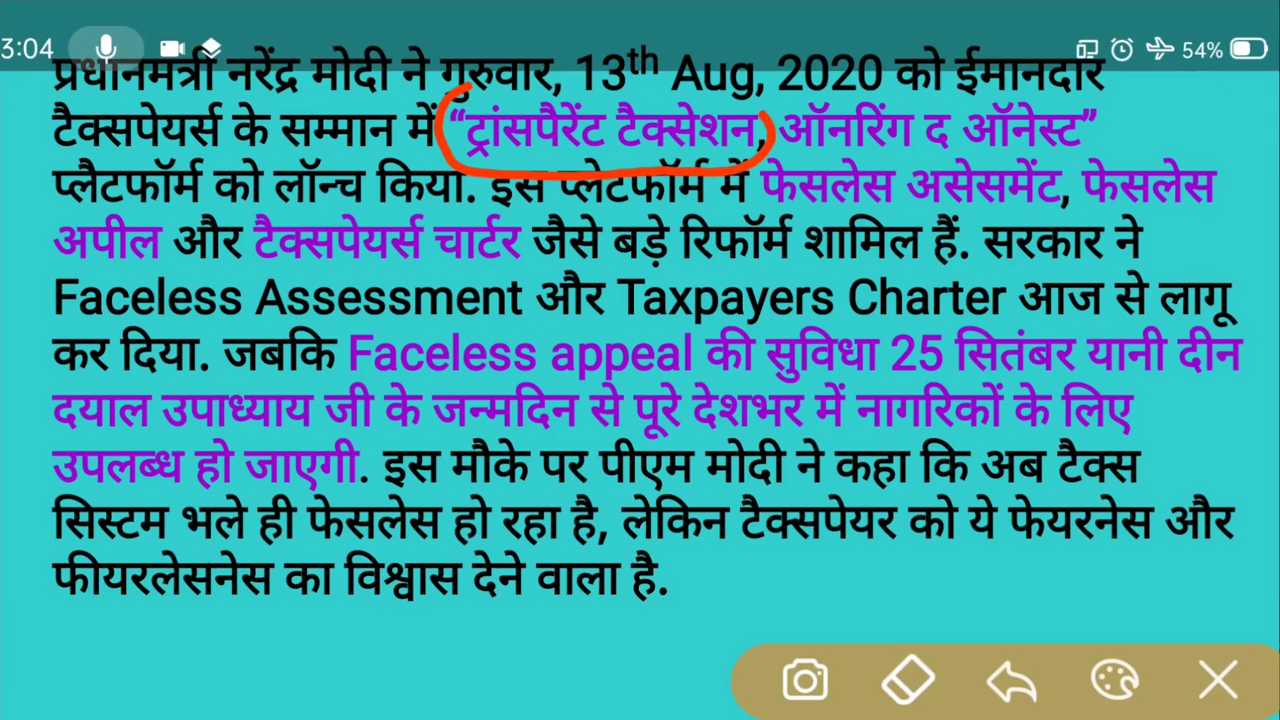 3:04
54%
प्रधानमंत्री नरेंद्र मोदी ने गुरुवार, 13th Aug, 2020 को ईमानदार
टैक्सपेयर्स के सम्मान में “ट्रांसपैरेंट टैक्सेशन, ऑनरिंग द ऑनेस्ट”
प्लैटफॉर्म को लॉन्च किया. इस प्लेटफॉर्म में फेसलेस असेसमेंट, फेसलेस
अपील और टैक्सपेयर्स चार्टर जैसे बड़े रिफॉर्म शामिल हैं. सरकार ने
Faceless Assessment और Taxpayers Charter आज से लागू
कर दिया. जबकि Faceless appeal की सुविधा 25 सितंबर यानी दीन
दयाल उपाध्याय जी के जन्मदिन से पूरे देशभर में नागरिकों के लिए
उपलब्ध हो जाएगी. इस मौके पर पीएम मोदी ने कहा कि अब टैक्स
सिस्टम भले ही फेसलेस हो रहा है, लेकिन टैक्सपेयर को ये फेयरनेस और
फीयरलेसनेस का विश्वास देने वाला है.